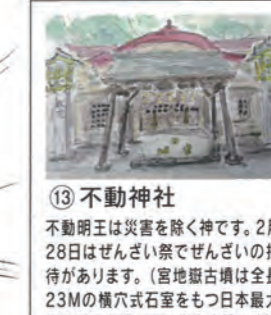 ⑬ 不動神社
不動明王は災害を除く神です。2月
28日はぜんざい祭でぜんざいの接
待があります。(宮地嶽古墳は全長
23Mの横穴式石室をもつ日本最大